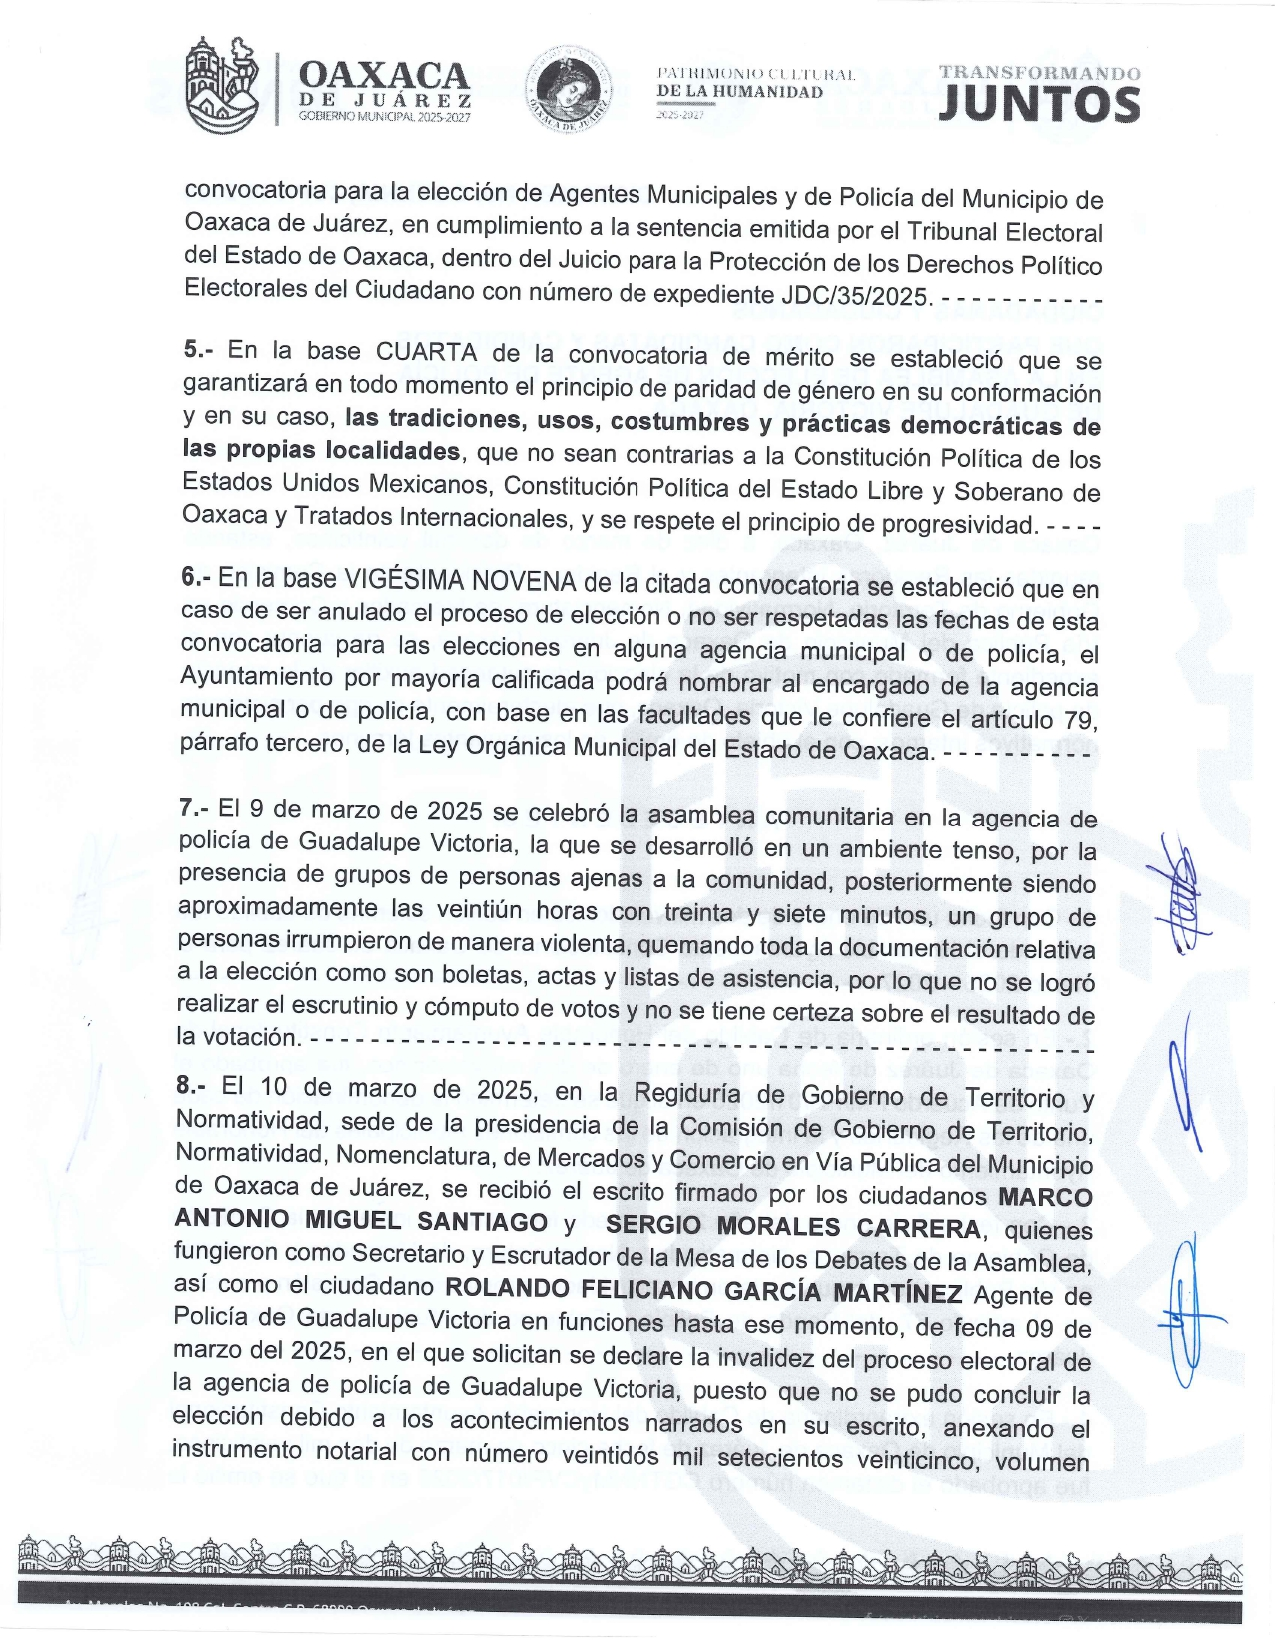 OAXACA
DE JUÁREZ
GOBIERNO MUNICIPAL 2025-2027
OAXACA DE JUÁREZ
PATRIMONIO CULTURAL
DE LA HUMANIDAD
2025-2027
TRANSFORMANDO
JUNTOS
convocatoria para la elección de Agentes Municipales y de Policía del Municipio de
Oaxaca de Juárez, en cumplimiento a la sentencia emitida por el Tribunal Electoral
del Estado de Oaxaca, dentro del Juicio para la Protección de los Derechos Político
Electorales del Ciudadano con número de expediente JDC/35/2025. - - - - - - - - - - -
5.- En la base CUARTA de la convocatoria de mérito se estableció que se
garantizará en todo momento el principio de paridad de género en su conformación
y en su caso, las tradiciones, usos, costumbres y prácticas democráticas de
las propias localidades, que no sean contrarias a la Constitución Política de los
Estados Unidos Mexicanos, Constitución Política del Estado Libre y Soberano de
Oaxaca y Tratados Internacionales, y se respete el principio de progresividad. - - - -
6.- En la base VIGÉSIMA NOVENA de la citada convocatoria se estableció que en
caso de ser anulado el proceso de elección o no ser respetadas las fechas de esta
convocatoria para las elecciones en alguna agencia municipal o de policía, el
Ayuntamiento por mayoría calificada podrá nombrar al encargado de la agencia
municipal o de policía, con base en las facultades que le confiere el artículo 79,
párrafo tercero, de la Ley Orgánica Municipal del Estado de Oaxaca. - - - - - - - - - -
7.- El 9 de marzo de 2025 se celebró la asamblea comunitaria en la agencia de
policía de Guadalupe Victoria, la que se desarrolló en un ambiente tenso, por la
presencia de grupos de personas ajenas a la comunidad, posteriormente siendo
aproximadamente las veintiún horas con treinta y siete minutos, un grupo de
personas irrumpieron de manera violenta, quemando toda la documentación relativa
a la elección como son boletas, actas y listas de asistencia, por lo que no se logró
realizar el escrutinio y cómputo de votos y no se tiene certeza sobre el resultado de
la votación. - - - - - - - - - - - - - - - - - - - - - - - - - - - - - - - - - - - - - - - - - - - - - -
8.- El 10 de marzo de 2025, en la Regiduría de Gobierno de Territorio y
Normatividad, sede de la presidencia de la Comisión de Gobierno de Territorio,
Normatividad, Nomenclatura, de Mercados y Comercio en Vía Pública del Municipio
de Oaxaca de Juárez, se recibió el escrito firmado por los ciudadanos MARCO
ANTONIO MIGUEL SANTIAGO y SERGIO MORALES CARRERA, quienes
fungieron como Secretario y Escrutador de la Mesa de los Debates de la Asamblea,
así como el ciudadano ROLANDO FELICIANO GARCÍA MARTÍNEZ Agente de
Policía de Guadalupe Victoria en funciones hasta ese momento, de fecha 09 de
marzo del 2025, en el que solicitan se declare la invalidez del proceso electoral de
la agencia de policía de Guadalupe Victoria, puesto que no se pudo concluir la
elección debido a los acontecimientos narrados en su escrito, anexando el
instrumento notarial con número veintidós mil setecientos veinticinco, volumen